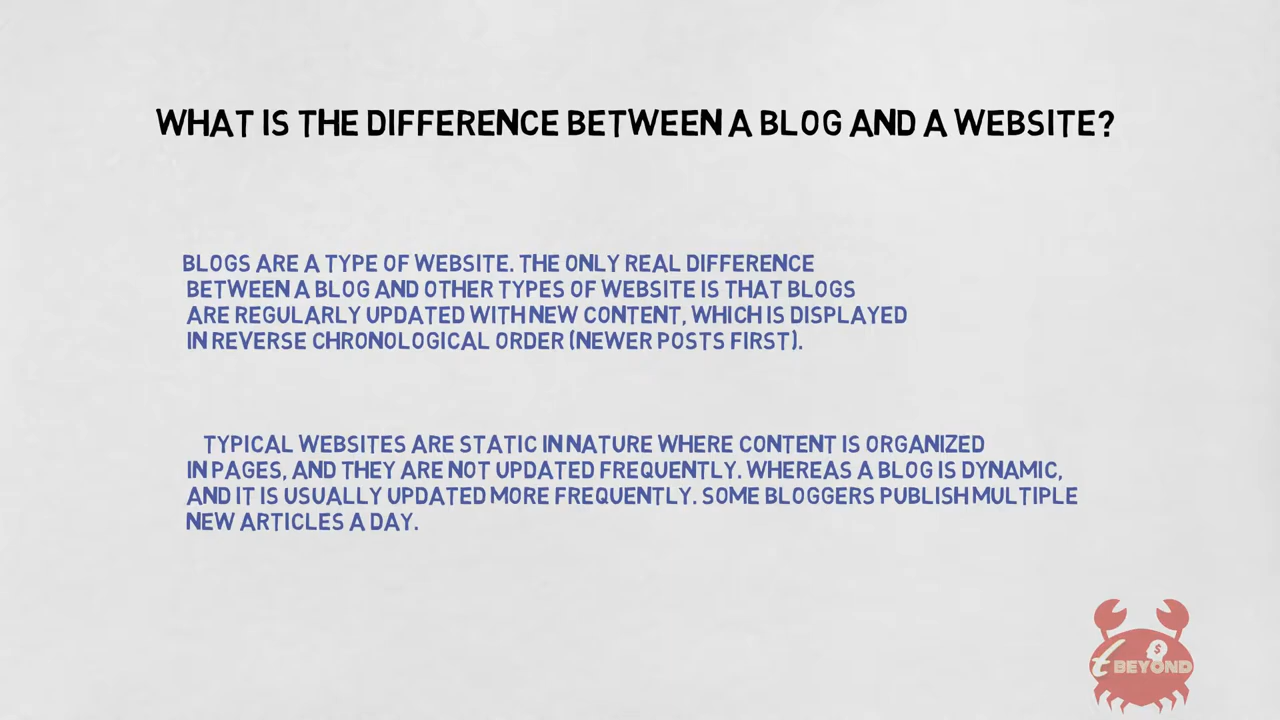 WHAT IS THE DIFFERENCE BETWEEN A BLOG AND A WEBSITE?
BLOGS ARE A TYPE OF WEBSITE. THE ONLY REAL DIFFERENCE
BETWEEN A BLOG AND OTHER TYPES OF WEBSITE IS THAT BLOGS
ARE REGULARLY UPDATED WITH NEW CONTENT, WHICH IS DISPLAYED
IN REVERSE CHRONOLOGICAL ORDER (NEWER POSTS FIRST).
TYPICAL WEBSITES ARE STATIC IN NATURE WHERE CONTENT IS ORGANIZED
IN PAGES, AND THEY ARE NOT UPDATED FREQUENTLY. WHEREAS A BLOG IS DYNAMIC,
AND IT IS USUALLY UPDATED MORE FREQUENTLY. SOME BLOGGERS PUBLISH MULTIPLE
NEW ARTICLES A DAY.
$
t BEYOND